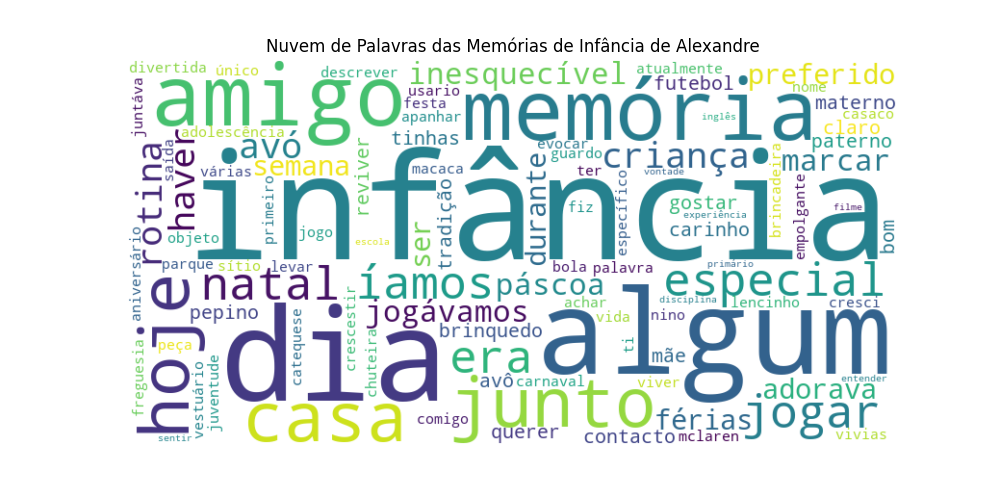 Nuvem de Palavras das Memórias de Infância de Alexandre
divertida
único
descrever
inesquecível
atualmente
preferido
juntáva
amigo
usario
festa
apanhar
memória
futebol
nome
materno
casaco
adolescência
inglês
claro
saída
haver
avó
tinhas
evocar
guardo
criança
paterno
marcar
rotina
várias
semana
reviver
macaca
durante
ter
vontade
infância
primeiro
tradição
específico
gostar
brincadeira
empolgante
filme
fiz
experiência
carinho
bom
objeto
jogo
escola
ser
aniversário
parque
sítio
levar
íamos
bola
palavra
primário
especial
hoje
natal
páscoa
pepino
jogávamos
achar
disciplina
lencinho
cresci
dia
brinquedo
vida
nino
algum
freguesia
peça
catequese
crescestir
chuteira
era
ti
mãe
vestuário
juventude
avô
carnaval
viver
entender
adorava
casa
comigo
junto
férias
jogar
sentir
querer
contacto
mclaren
vivias